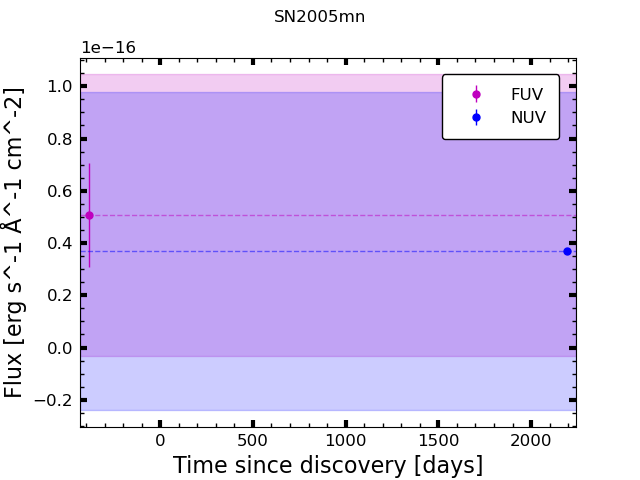 SN2005mn
1e−16
FUV
NUV
1.0
0.8
0.6
0.4
0.2
0.0
−0.2
Flux [erg s^-1 Å^-1 cm^-2]
0 500 1000 1500 2000
Time since discovery [days]